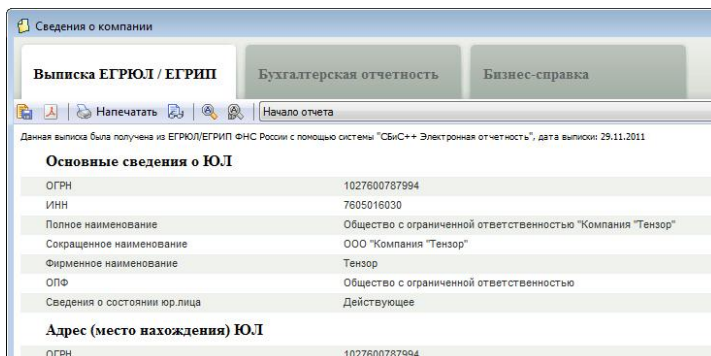 Сведения о компании
Выписка ЕГРЮЛ / ЕГРИП Бухгалтерская отчетность Бизнес-справка
Напечатать Начало отчета
Данная выписка была получена из ЕГРЮЛ/ЕГРИП ФНС России с помощью системы "СБиС++ Электронная отчетность", дата выписки: 29.11.2011
Основные сведения о ЮЛ
ОГРН 1027600787994
ИНН 7605016030
Полное наименование Общество с ограниченной ответственностью "Компания "Тензор"
Сокращенное наименование ООО "Компания "Тензор"
Фирменное наименование Тензор
ОПФ Общество с ограниченной ответственностью
Сведения о состоянии юр.лица Действующее
Адрес (место нахождения) ЮЛ
ОГРН 1027600787994